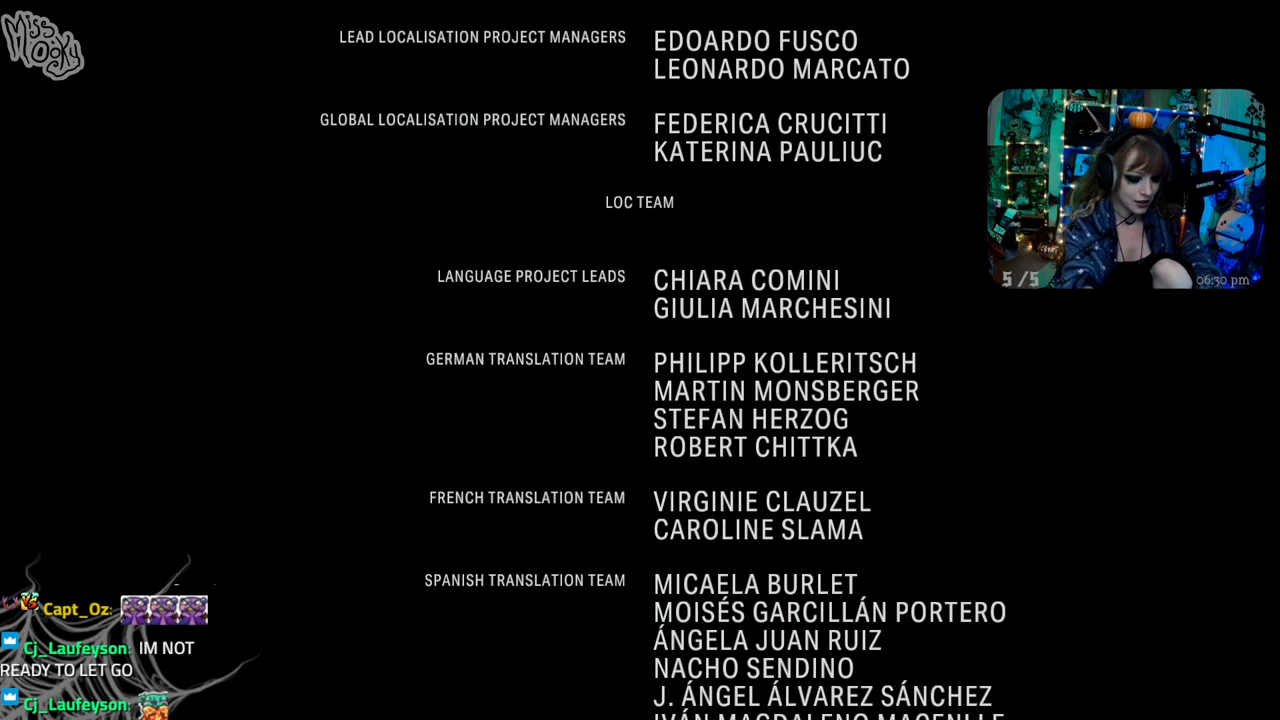 Miss
Ooky
LEAD LOCALISATION PROJECT MANAGERS
EDOARDO FUSCO
LEONARDO MARCATO
GLOBAL LOCALISATION PROJECT MANAGERS
FEDERICA CRUCITTI
KATERINA PAULIUC
LOC TEAM
LANGUAGE PROJECT LEADS
CHIARA COMINI
GIULIA MARCHESINI
GERMAN TRANSLATION TEAM
PHILIPP KOLLERITSCH
MARTIN MONSBERGER
STEFAN HERZOG
ROBERT CHITTKA
FRENCH TRANSLATION TEAM
VIRGINIE CLAUZEL
CAROLINE SLAMA
SPANISH TRANSLATION TEAM
MICAELA BURLET
MOISÉS GARCILLÁN PORTERO
ÁNGELA JUAN RUIZ
NACHO SENDINO
J. ÁNGEL ÁLVAREZ SÁNCHEZ
SHURE
5/5
06:30 pm
Capt_Oz:
Cj_Laufeyson: IM NOT
READY TO LET GO
Cj_Laufeyson: